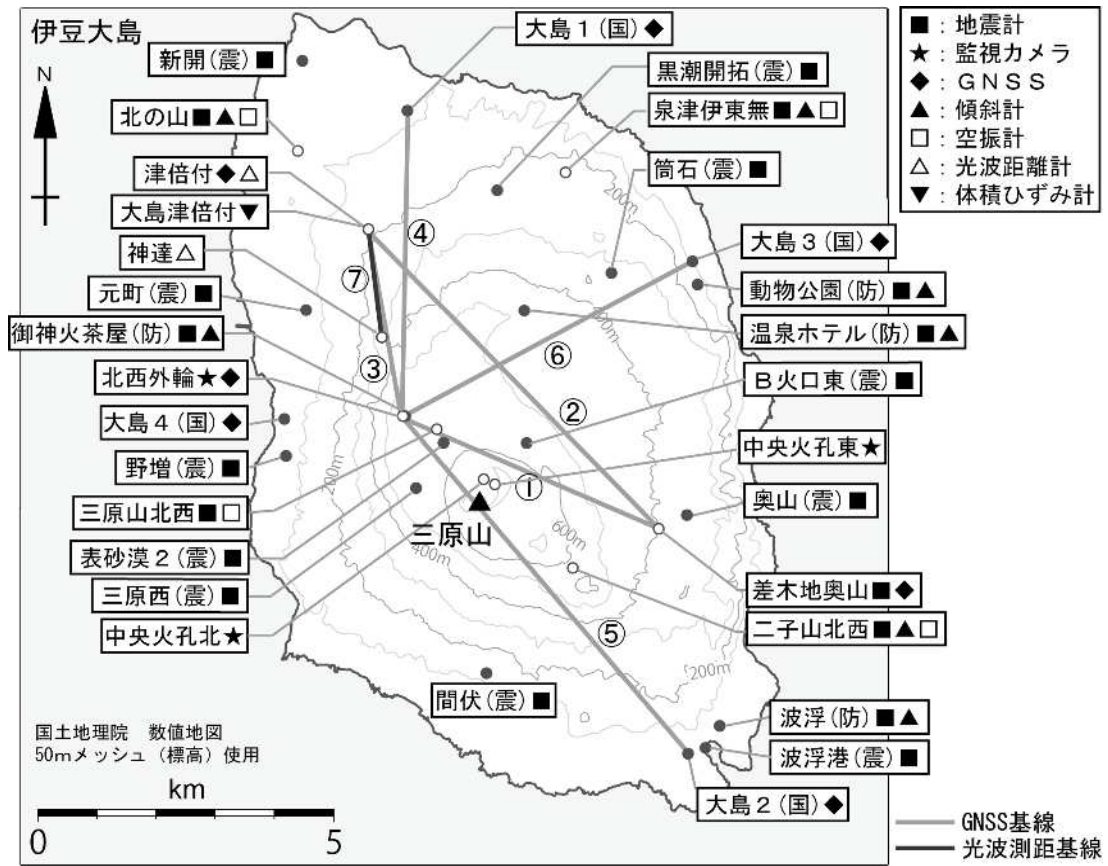 伊豆大島
N
新開(震)■
北の山■▲□
津倍付◆△
大島津倍付▼
神達△
元町(震)■
御神火茶屋(防)■▲
北西外輪★◆
大島4(国)◆
野増(震)■
三原山北西■□
表砂漠2(震)■
三原西(震)■
中央火孔北★
大島1(国)◆
黒潮開拓(震)■
泉津伊東無■▲□
筒石(震)■
大島3(国)◆
動物公園(防)■▲
温泉ホテル(防)■▲
B火口東(震)■
中央火孔東★
奥山(震)■
差木地奥山■◆
二子山北西■▲□
波浮(防)■▲
波浮港(震)■
大島2(国)◆
間伏(震)■
④
⑦
③
⑥
②
①
⑤
三原山
200m
400m
200m
600m
400m
200m
国土地理院 数値地図
50mメッシュ(標高)使用
km
0 5
■:地震計
★:監視カメラ
◆:GNSS
▲:傾斜計
□:空振計
△:光波距離計
▼:体積ひずみ計
GNSS基線
光波測距基線